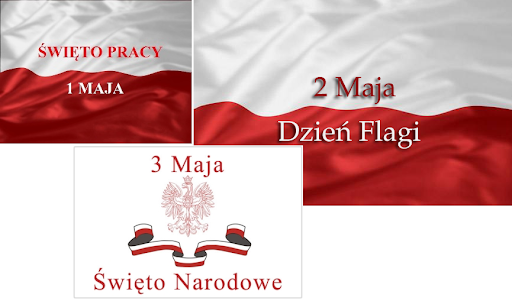 ŚWIĘTO PRACY
1 MAJA
2 Maja
Dzień Flagi
3 Maja
Święto Narodowe